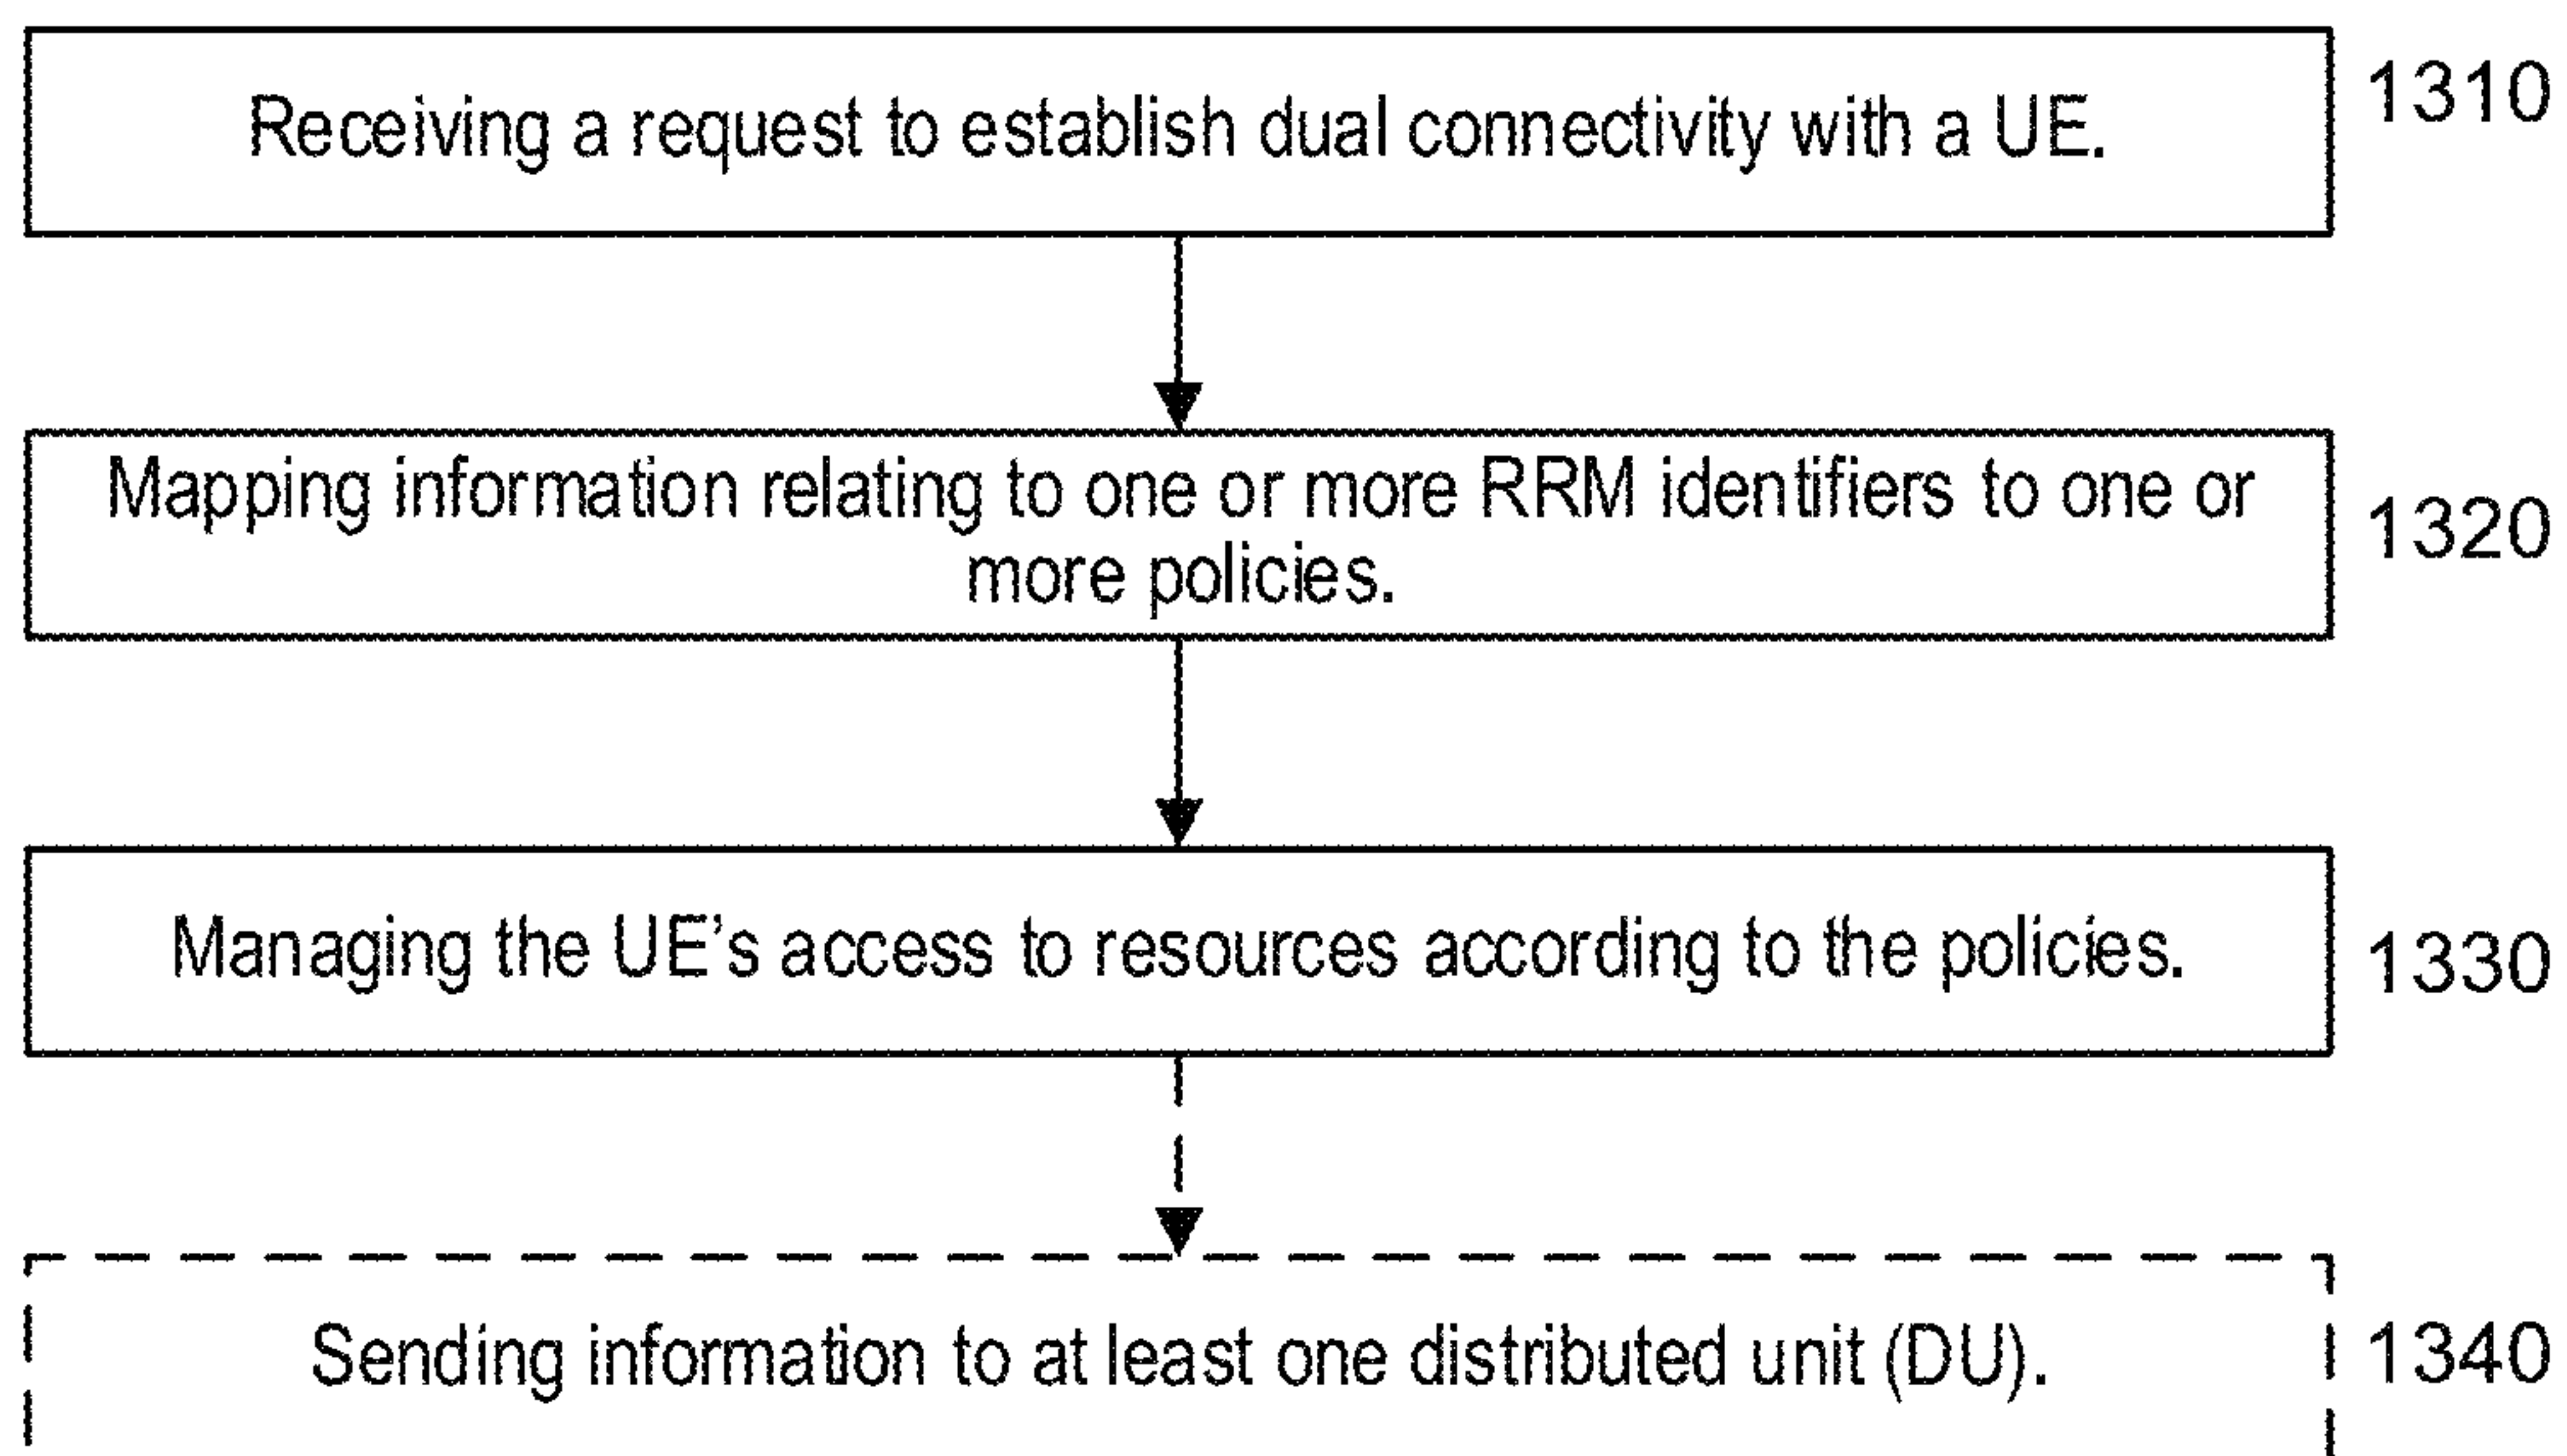 Receiving a request to establish dual connectivity with a UE.
1310
Mapping information relating to one or more RRM identifiers to one or
more policies.
1320
Managing the UE’s access to resources according to the policies.
1330
Sending information to at least one distributed unit (DU).
1340